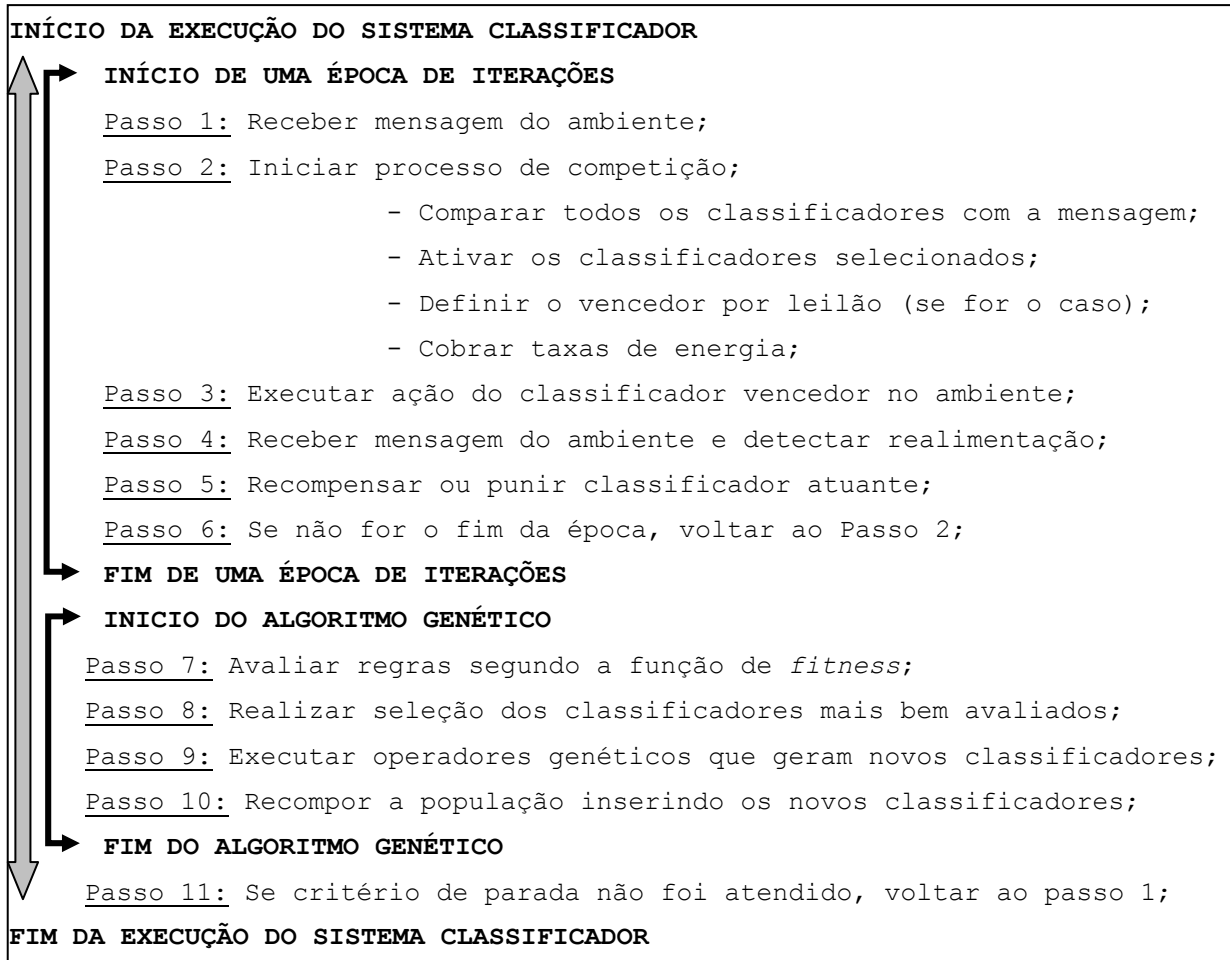 INÍCIO DA EXECUÇÃO DO SISTEMA CLASSIFICADOR
INÍCIO DE UMA ÉPOCA DE ITERAÇÕES
Passo 1: Receber mensagem do ambiente;
Passo 2: Iniciar processo de competição;
- Comparar todos os classificadores com a mensagem;
- Ativar os classificadores selecionados;
- Definir o vencedor por leilão (se for o caso);
- Cobrar taxas de energia;
Passo 3: Executar ação do classificador vencedor no ambiente;
Passo 4: Receber mensagem do ambiente e detectar realimentação;
Passo 5: Recompensar ou punir classificador atuante;
Passo 6: Se não for o fim da época, voltar ao Passo 2;
FIM DE UMA ÉPOCA DE ITERAÇÕES
INICIO DO ALGORITMO GENÉTICO
Passo 7: Avaliar regras segundo a função de fitness;
Passo 8: Realizar seleção dos classificadores mais bem avaliados;
Passo 9: Executar operadores genéticos que geram novos classificadores;
Passo 10: Recompor a população inserindo os novos classificadores;
FIM DO ALGORITMO GENÉTICO
Passo 11: Se critério de parada não foi atendido, voltar ao passo 1;
FIM DA EXECUÇÃO DO SISTEMA CLASSIFICADOR